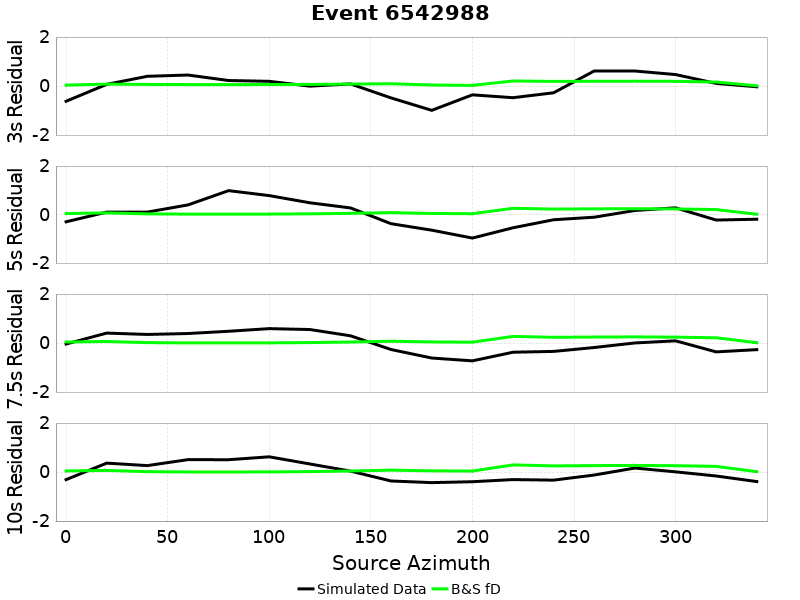 Event 6542988
3s Residual
2
0
-2
5s Residual
2
0
-2
7.5s Residual
2
0
-2
10s Residual
2
0
-2
0 50 100 150 200 250 300
Source Azimuth
Simulated Data B&S fD